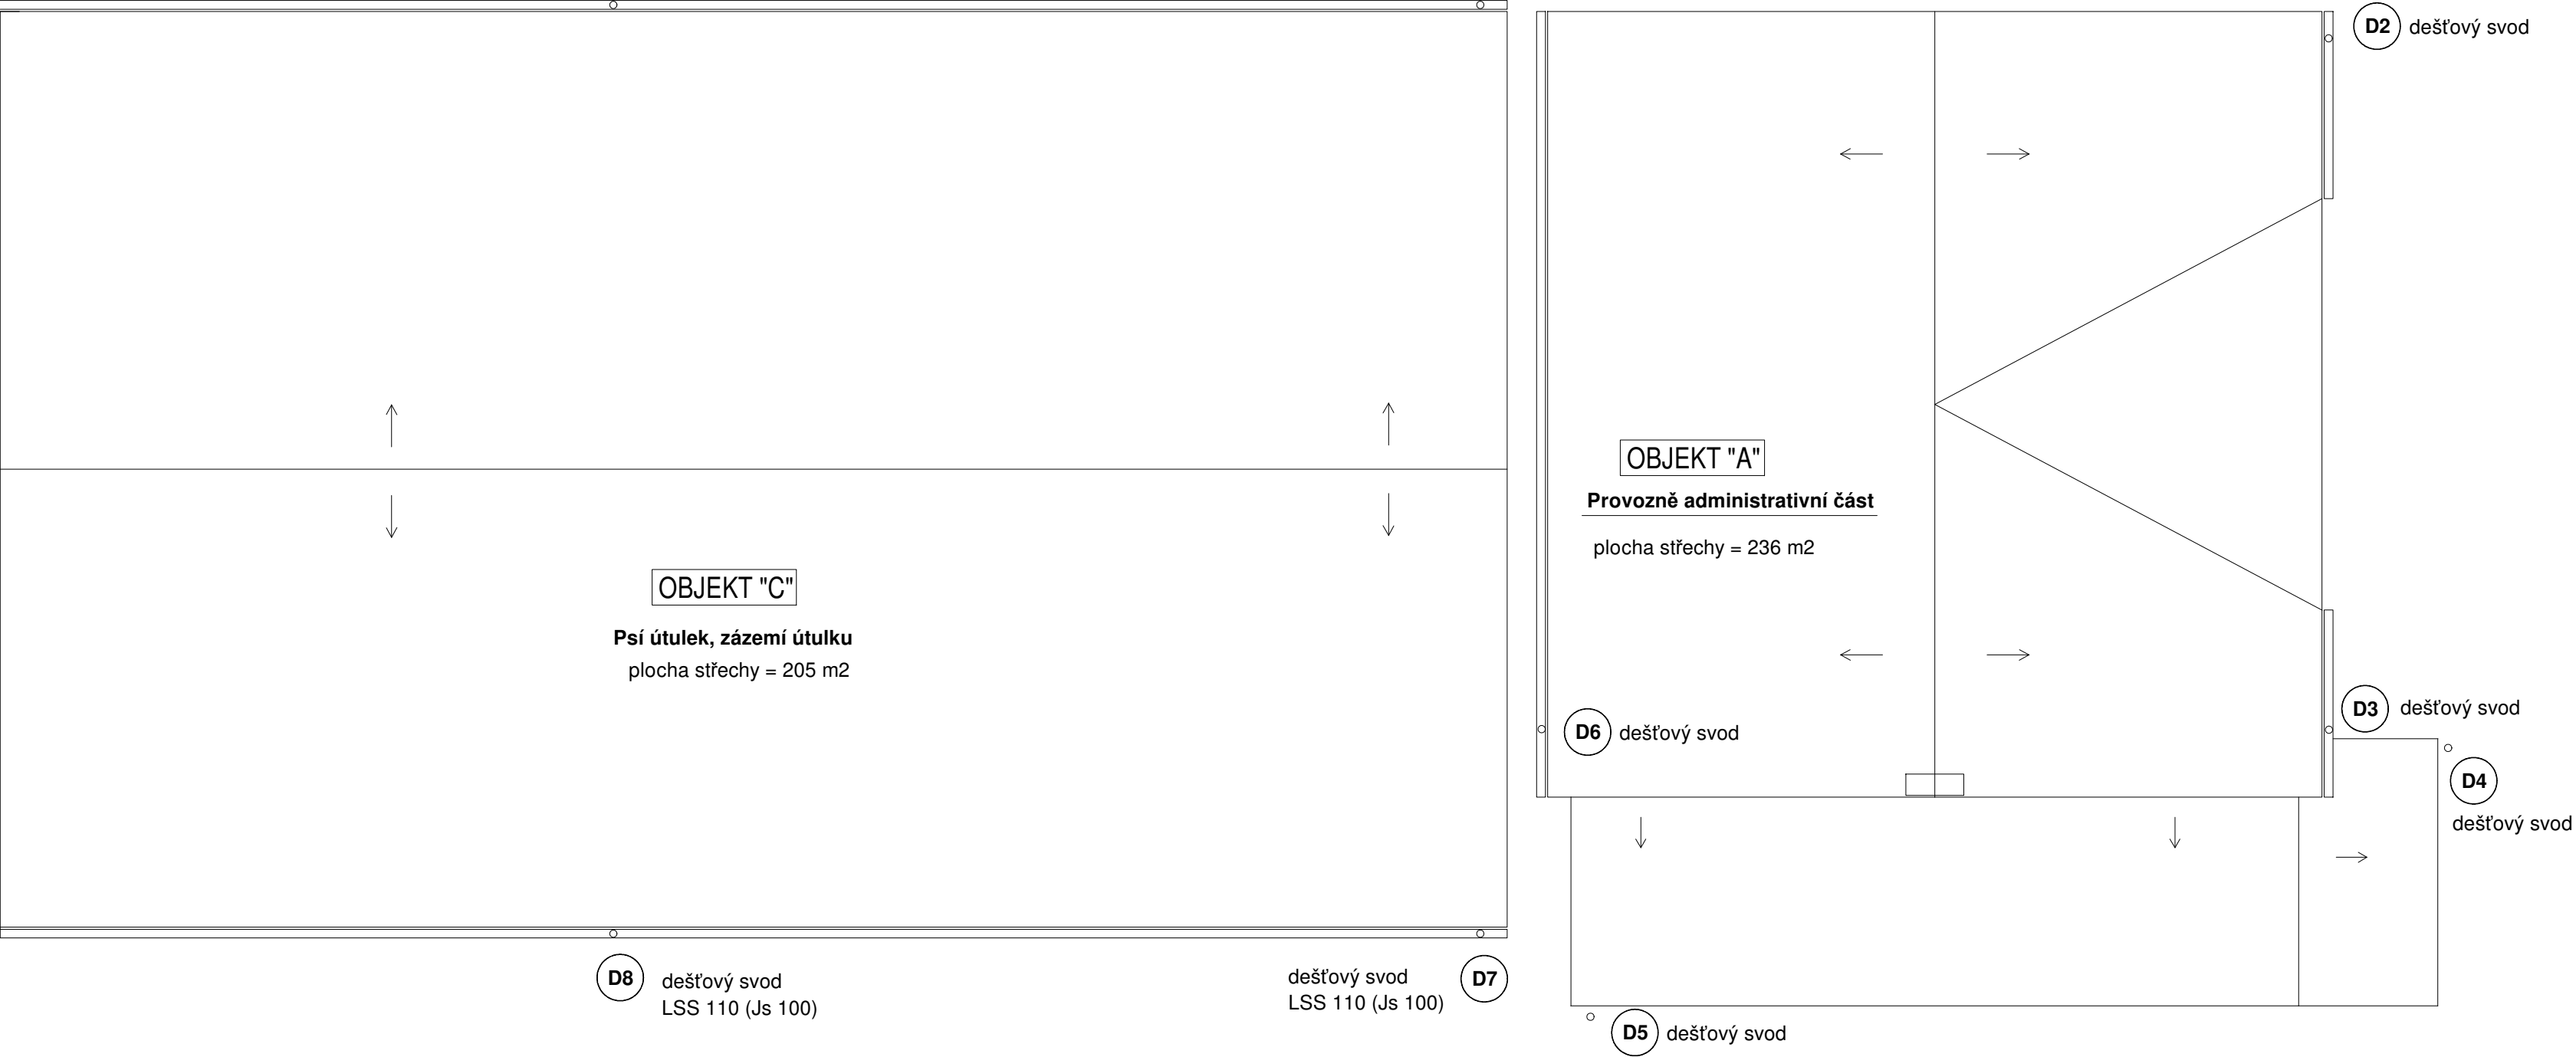 D2 dešťový svod
OBJEKT "A"
Provozně administrativní část
plocha střechy = 236 m2
OBJEKT "C"
Psí útulek, zázemí útulku
plocha střechy = 205 m2
D6 dešťový svod
D3 dešťový svod
D4
dešťový svod
D8 dešťový svod
LSS 110 (Js 100)
dešťový svod D7
LSS 110 (Js 100)
D5 dešťový svod